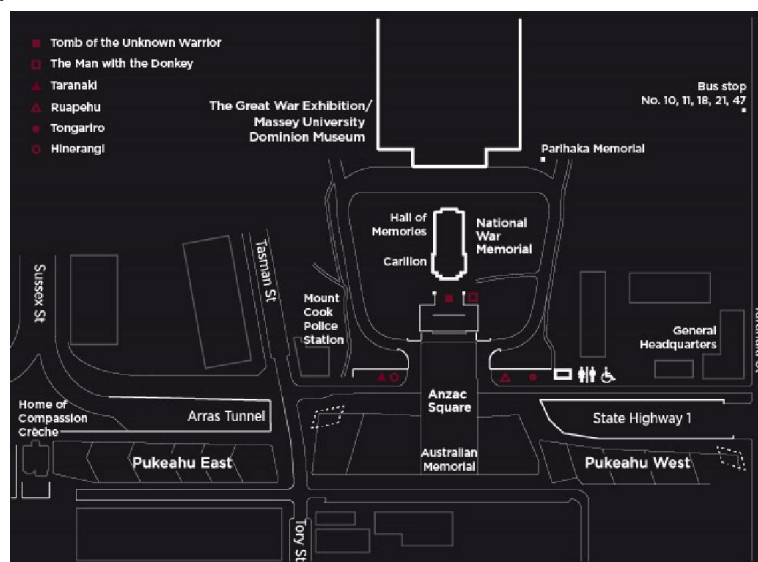 Tomb of the Unknown Warrior
The Man with the Donkey
Taranaki
Ruapehu
Tongariro
Hinerangi
The Great War Exhibition/
Massey University
Dominion Museum
Bus stop
No. 10, 11, 18, 21, 47
Parihaka Memorial
Hall of
Memories
Carillon
National
War
Memorial
Sussex St
Tasman St
Mount
Cook
Police
Station
General
Headquarters
Taranaki St
Anzac
Square
Home of
Compassion
Crèche
Arras Tunnel
State Highway 1
Pukeahu East
Australian
Memorial
Pukeahu West
Tory St